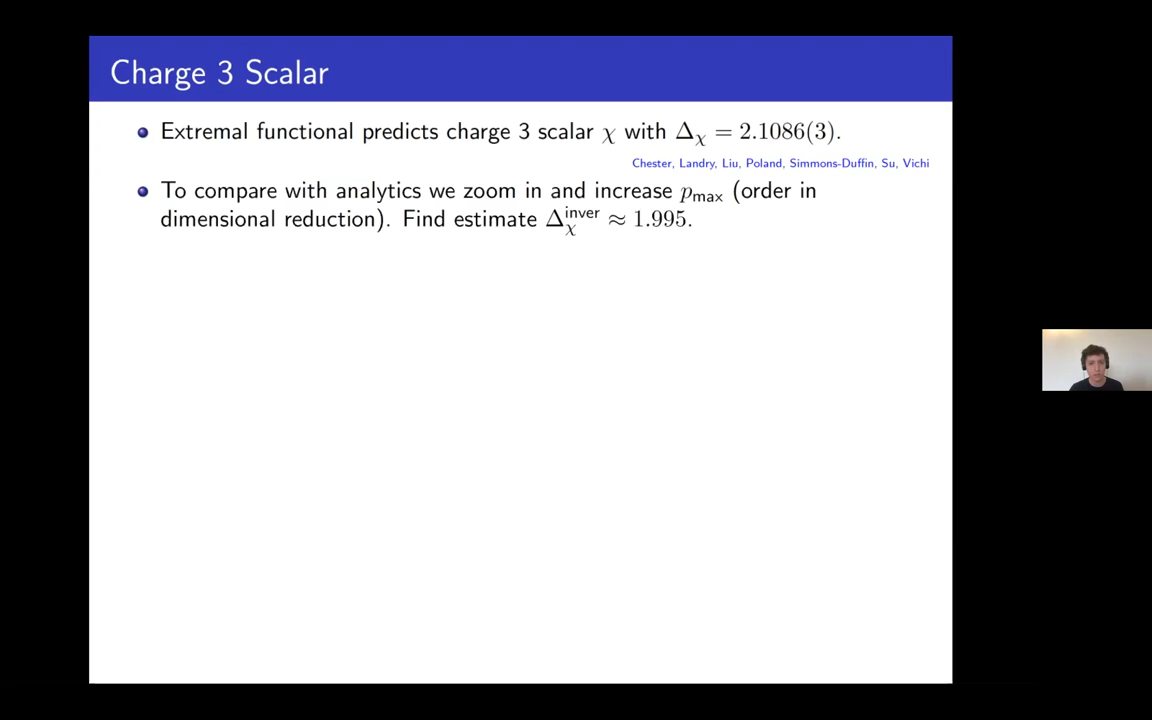 Charge 3 Scalar
Extremal functional predicts charge 3 scalar χ with Δ_χ = 2.1086(3).
Chester, Landry, Liu, Poland, Simmons-Duffin, Su, Vichi
To compare with analytics we zoom in and increase p_max (order in
dimensional reduction). Find estimate Δ_χ^inver ≈ 1.995.